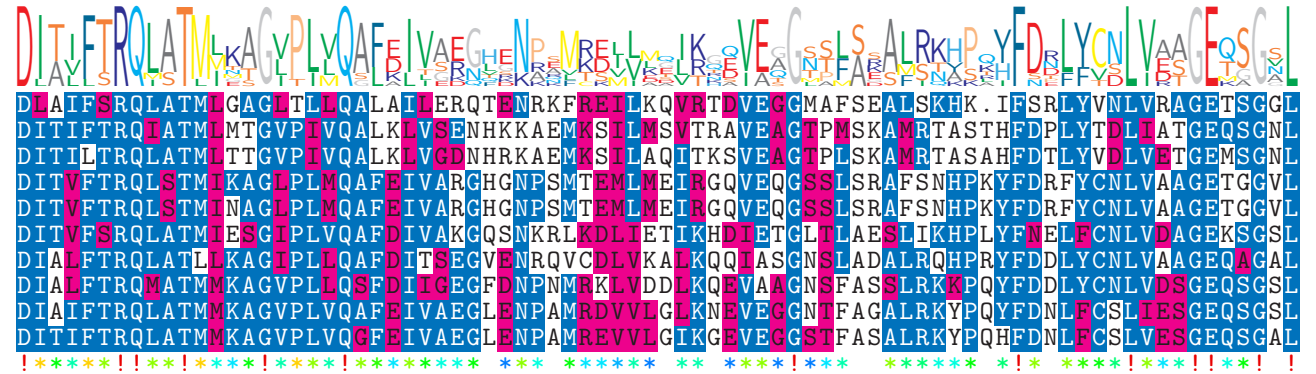 DLAIFSRQLATMLGAGLTLLQALAILERQTENRKFREILKQVRTDVEGGMAFSEALSKHK.IFSRLYVNLVRAGETSGGL
DITIFTRQIATMLMTGVPIVQALKLVSENHKKAEMKSILMSVTRAVEAGTPMSKAMRTASTHFDPLYTDLIATGEQSGNL
DITILTRQLATMLTTGVPIVQALKLVGDNHRKAEMKSILAQITKSVEAGTPLSKAMRTASAHFDTLYVDLVETGEMSGNL
DITVFTRQLSTMIKAGLPLMQAFEIVARGHGNPSMTEMLMEIRGQVEQGSSLSRAFSNHPKYFDRFYCNLVAAGETGGVL
DITVFTRQLSTMINAGLPLMQAFEIVARGHGNPSMTEMLMEIRGQVEQGSSLSRAFSNHPKYFDRFYCNLVAAGETGGVL
DITVFSRQLATMIESGIPLVQAFDIVAKGQSNKRLKDLIETIKHDIETGLTLAESLIKHPLYFNELFCNLVDAGEKSGSL
DIALFTRQLATLLKAGIPLLQAFDITSEGVENRQVCDLVKALKQQIASGNSLADALRQHPRYFDDLYCNLVAAGEQAGAL
DIALFTRQMATMMKAGVPLLQSFDIIGEGFDNPNMRKLVDDLKQEVAAGNSFASSLRKKPQYFDDLYCNLVDSGEQSGSL
DIAIFTRQLATMMKAGVPLVQAFEIVAEGLENPAMRDVVLGLKNEVEGGNTFAGALRKYPQYFDNLFCSLIESGEQSGSL
DITIFTRQLATMMKAGVPLVQGFEIVAEGLENPAMREVVLGIKGEVEGGSTFASALRKYPQHFDNLFCSLVESGEQSGAL